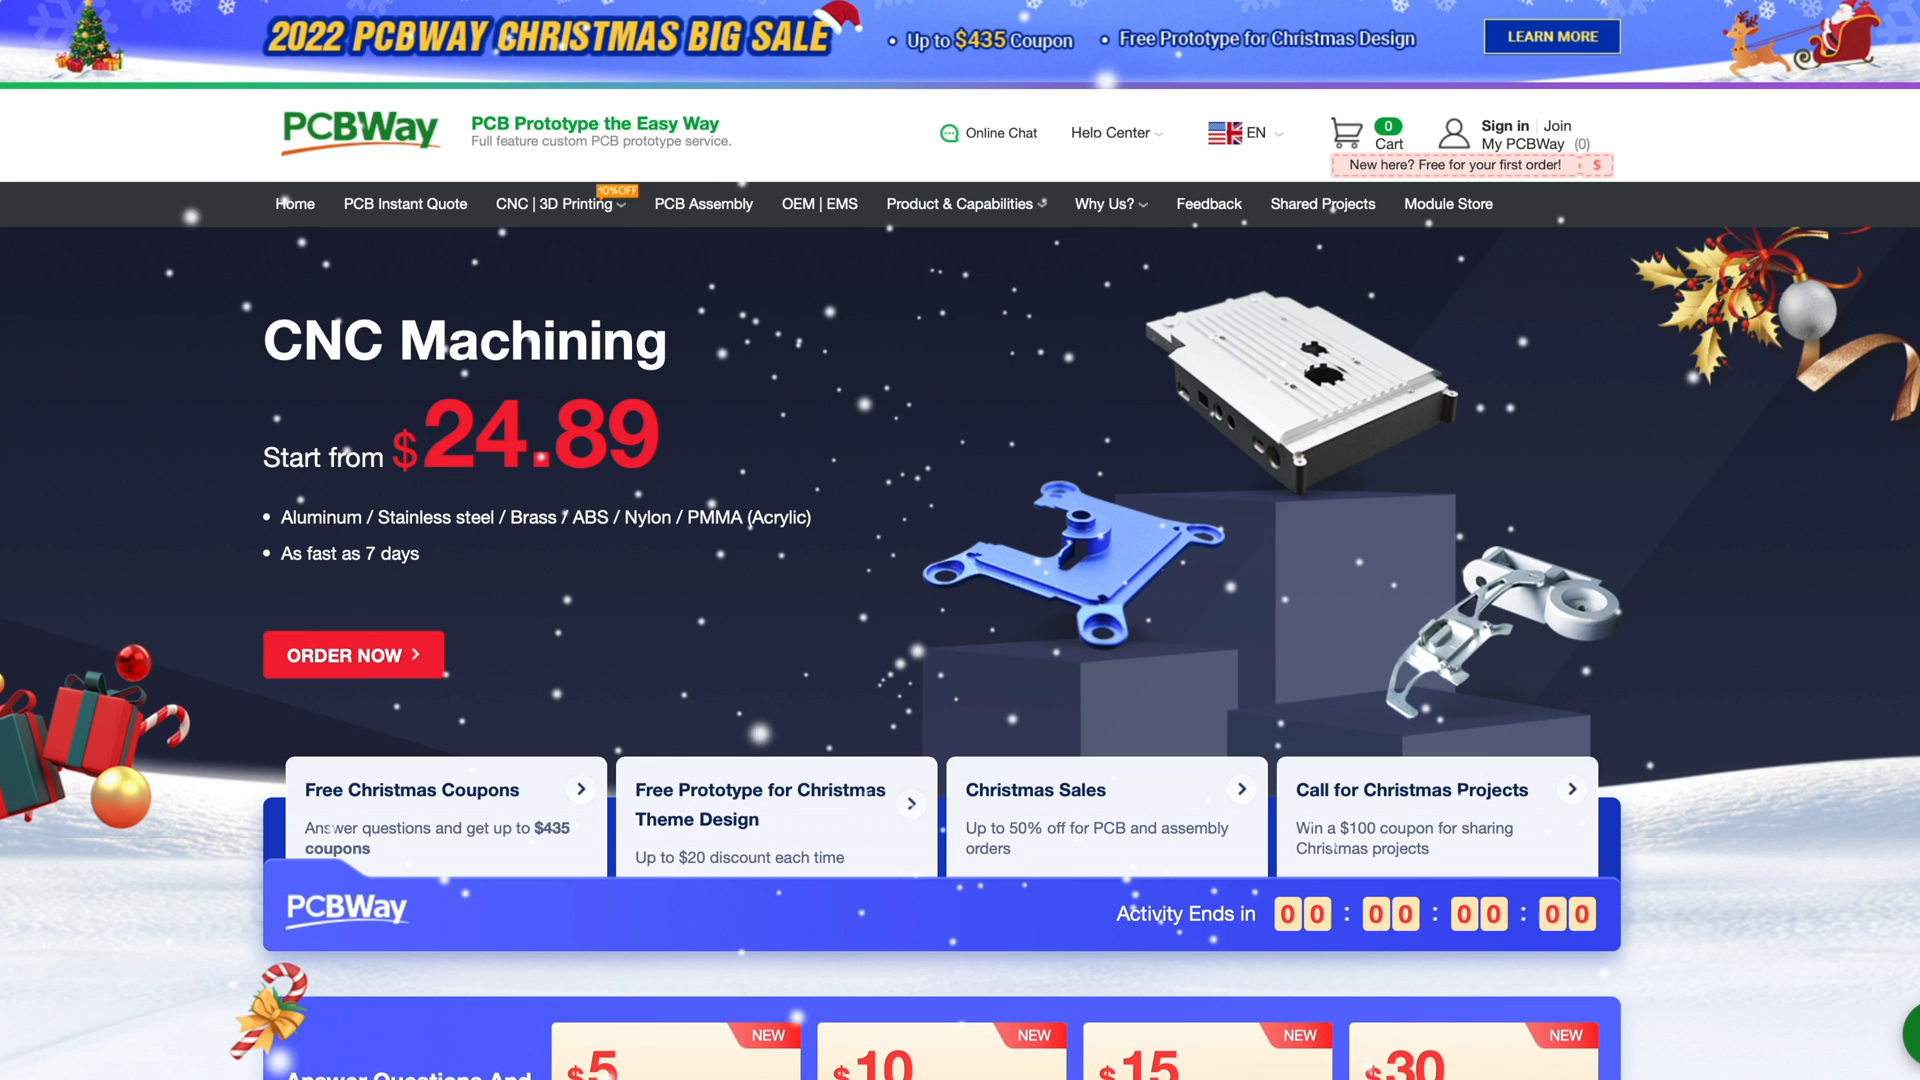 2022 PCBWAY CHRISTMAS BIG SALE
• Up to $435 Coupon • Free Prototype for Christmas Design
LEARN MORE
PCBWay
PCB Prototype the Easy Way
Full feature custom PCB prototype service.
Online Chat
Help Center
EN
0
Cart
Sign in Join
My PCBWay (0)
New here? Free for your first order! $
10%OFF
Home PCB Instant Quote CNC | 3D Printing PCB Assembly OEM | EMS Product & Capabilities Why Us? Feedback Shared Projects Module Store
CNC Machining
Start from $24.89
• Aluminum / Stainless steel / Brass / ABS / Nylon / PMMA (Acrylic)
• As fast as 7 days
ORDER NOW
Free Christmas Coupons
Answer questions and get up to $435
coupons
Free Prototype for Christmas
Theme Design
Up to $20 discount each time
Christmas Sales
Up to 50% off for PCB and assembly
orders
Call for Christmas Projects
Win a $100 coupon for sharing
Christmas projects
PCBWay
Activity Ends in 00 : 00 : 00 : 00
NEW NEW NEW NEW
Answer Questions And
$5 $10 $15 $30